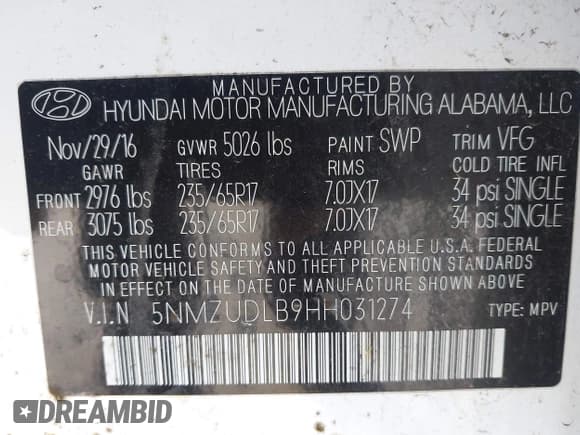 MANUFACTURED BY
HYUNDAI MOTOR MANUFACTURING ALABAMA, LLC
Nov/29/16 GVWR 5026 lbs PAINT SWP TRIM VFG
GAWR TIRES RIMS COLD TIRE INFL
FRONT 2976 lbs 235/65R17 7.0JX17 34 psi SINGLE
REAR 3075 lbs 235/65R17 7.0JX17 34 psi SINGLE
THIS VEHICLE CONFORMS TO ALL APPLICABLE U.S.A. FEDERAL
MOTOR VEHICLE SAFETY AND THEFT PREVENTION STANDARDS
IN EFFECT ON THE DATE OF MANUFACTURE SHOWN ABOVE
V.I.N 5NMZUDLB9HH031274 TYPE: MPV
DREAMBID